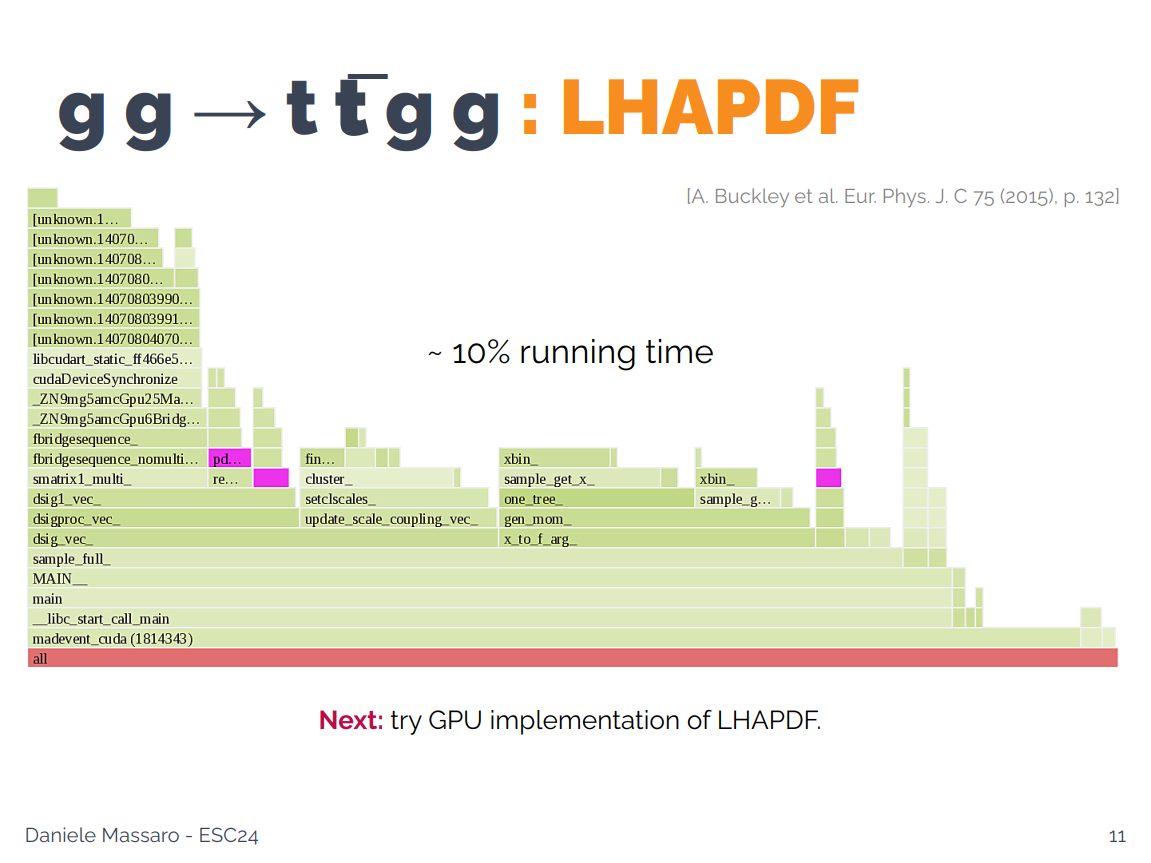 g g → t t̄ g g : LHAPDF
[A. Buckley et al. Eur. Phys. J. C 75 (2015), p. 132]
[unknown.1…
[unknown.14070…
[unknown.140708…
[unknown.1407080…
[unknown.14070803990…
[unknown.14070803991…
[unknown.14070804070…
~ 10% running time
libcudart_static_ff466e5…
cudaDeviceSynchronize
_ZN9mg5amcGpu25Ma…
_ZN9mg5amcGpu6Bridg…
fbridgesequence_
fbridgesequence_nomulti… pd… fin… xbin_
smatrix1_multi_ re… cluster_ sample_get_x_ xbin_
dsig1_vec_ setclscales_ one_tree_ sample_g…
dsigproc_vec_ update_scale_coupling_vec_ gen_mom_
dsig_vec_ x_to_f_arg_
sample_full_
MAIN__
main
__libc_start_call_main
madevent_cuda (1814343)
all
Next: try GPU implementation of LHAPDF.
Daniele Massaro - ESC24 11